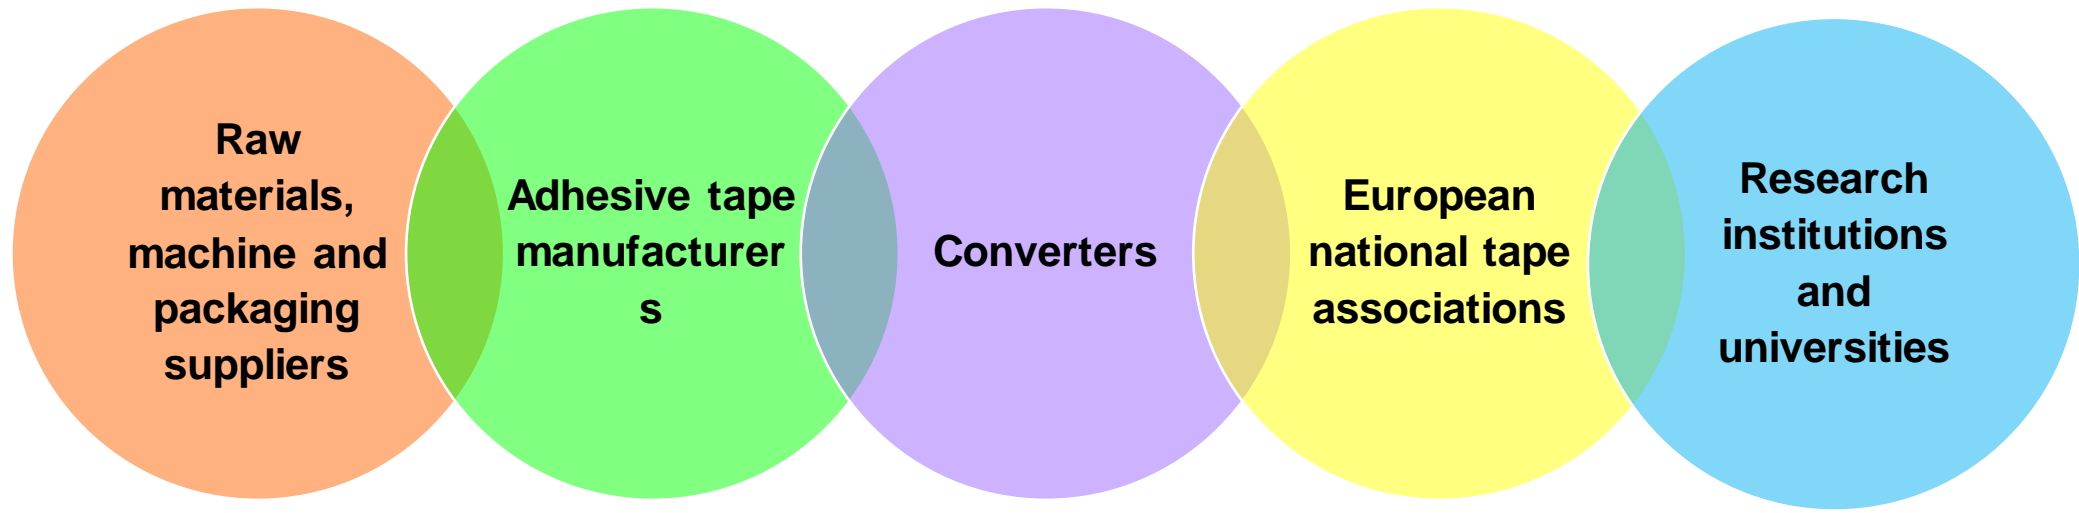 Raw
materials,
machine and
packaging
suppliers
Adhesive tape
manufacturer
s
Converters
European
national tape
associations
Research
institutions
and
universities